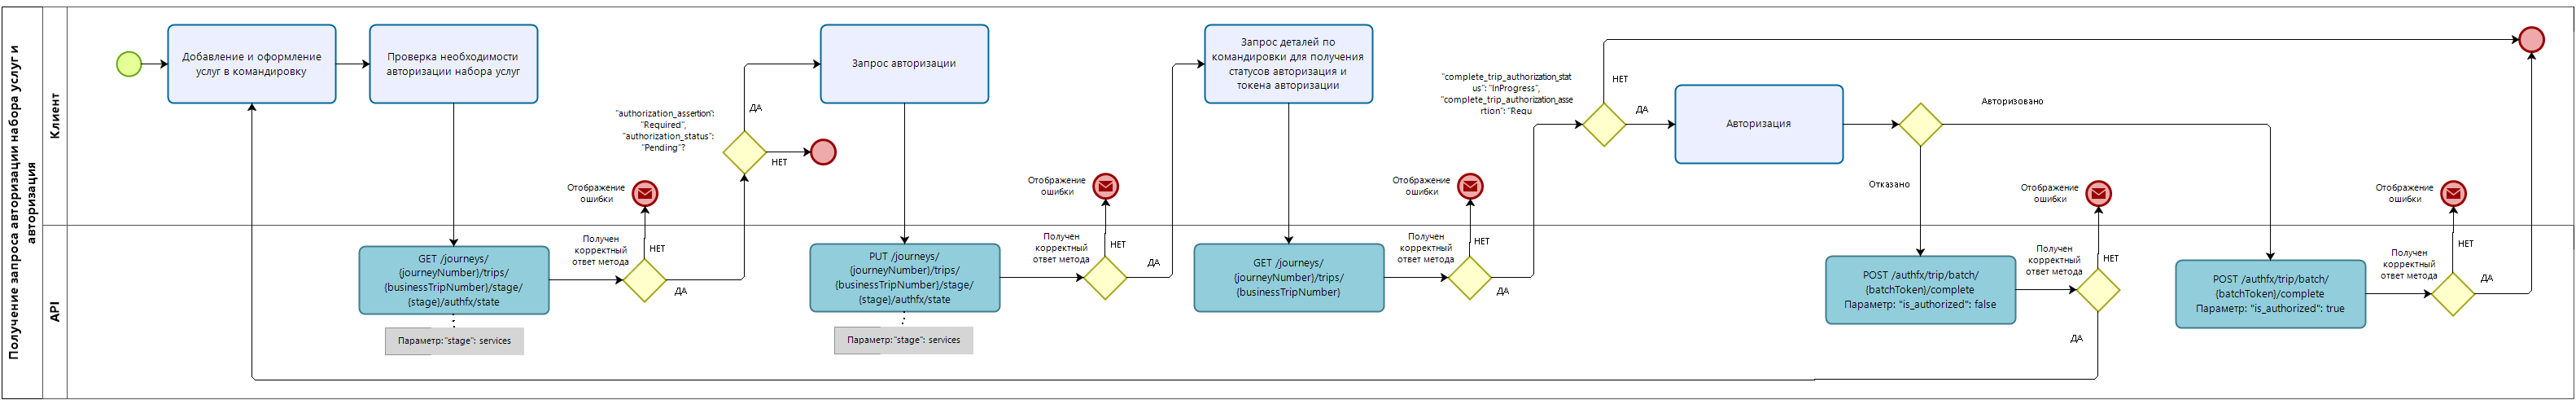 Получение запроса авторизации набора услуг и
авторизация
Клиент
API
Добавление и оформление
услуг в командировку
Проверка необходимости
авторизации набора услуг
GET /journeys/
{journeyNumber}/trips/
{businessTripNumber}/stage/
{stage}/authfx/state
Параметр:"stage": services
Получен
корректный
ответ метода
НЕТ
ДА
Отображение
ошибки
"authorization_assertion":
"Required",
"authorization_status":
"Pending"?
ДА
НЕТ
Запрос авторизации
PUT /journeys/
{journeyNumber}/trips/
{businessTripNumber}/stage/
{stage}/authfx/state
Параметр:"stage": services
Получен
корректный
ответ метода
НЕТ
ДА
Отображение
ошибки
Запрос деталей по
командировки для получения
статусов авторизация и
токена авторизации
GET /journeys/
{journeyNumber}/trips/
{businessTripNumber}
Получен
корректный
ответ метода
НЕТ
ДА
Отображение
ошибки
"complete_trip_authorization_stat
us": "InProgress",
"complete_trip_authorization_asse
rtion": "Requ
НЕТ
ДА
Авторизация
Авторизовано
Отказано
POST /authfx/trip/batch/
{batchToken}/complete
Параметр: "is_authorized": false
Получен
корректный
ответ метода
НЕТ
ДА
Отображение
ошибки
POST /authfx/trip/batch/
{batchToken}/complete
Параметр: "is_authorized": true
Получен
корректный
ответ метода
НЕТ
ДА
Отображение
ошибки